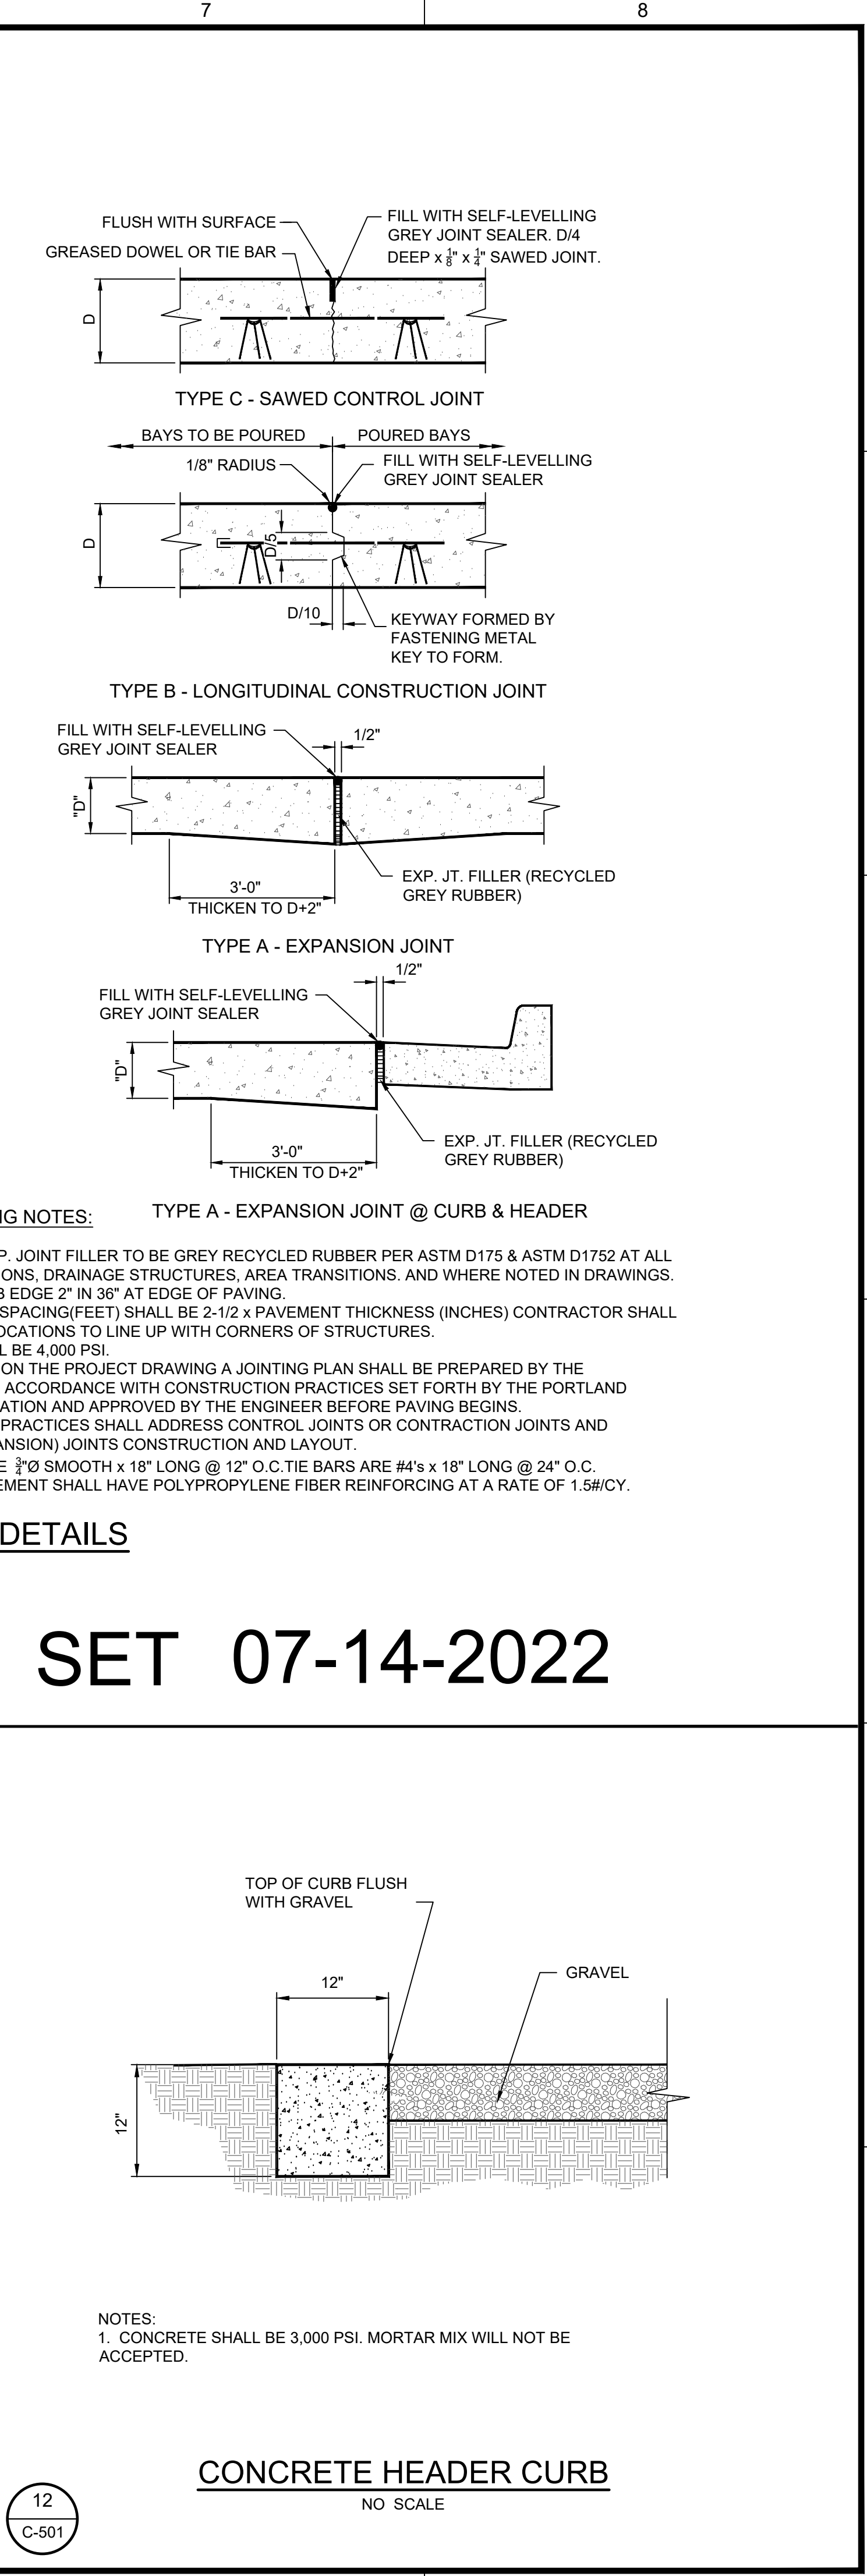 7
8
FLUSH WITH SURFACE
GREASED DOWEL OR TIE BAR
FILL WITH SELF-LEVELLING
GREY JOINT SEALER. D/4
DEEP x 1/8" x 1/4" SAWED JOINT.
D
TYPE C - SAWED CONTROL JOINT
BAYS TO BE POURED
POURED BAYS
1/8" RADIUS
FILL WITH SELF-LEVELLING
GREY JOINT SEALER
D
D/5
D/10
KEYWAY FORMED BY
FASTENING METAL
KEY TO FORM.
TYPE B - LONGITUDINAL CONSTRUCTION JOINT
FILL WITH SELF-LEVELLING
GREY JOINT SEALER
1/2"
"D"
3'-0"
THICKEN TO D+2"
EXP. JT. FILLER (RECYCLED
GREY RUBBER)
TYPE A - EXPANSION JOINT
1/2"
FILL WITH SELF-LEVELLING
GREY JOINT SEALER
"D"
3'-0"
THICKEN TO D+2"
EXP. JT. FILLER (RECYCLED
GREY RUBBER)
TYPE A - EXPANSION JOINT @ CURB & HEADER
G NOTES:
P. JOINT FILLER TO BE GREY RECYCLED RUBBER PER ASTM D175 & ASTM D1752 AT ALL
ONS, DRAINAGE STRUCTURES, AREA TRANSITIONS. AND WHERE NOTED IN DRAWINGS.
B EDGE 2" IN 36" AT EDGE OF PAVING.
SPACING(FEET) SHALL BE 2-1/2 x PAVEMENT THICKNESS (INCHES) CONTRACTOR SHALL
OCATIONS TO LINE UP WITH CORNERS OF STRUCTURES.
L BE 4,000 PSI.
ON THE PROJECT DRAWING A JOINTING PLAN SHALL BE PREPARED BY THE
ACCORDANCE WITH CONSTRUCTION PRACTICES SET FORTH BY THE PORTLAND
ATION AND APPROVED BY THE ENGINEER BEFORE PAVING BEGINS.
PRACTICES SHALL ADDRESS CONTROL JOINTS OR CONTRACTION JOINTS AND
ANSION) JOINTS CONSTRUCTION AND LAYOUT.
E 3/4"Ø SMOOTH x 18" LONG @ 12" O.C.TIE BARS ARE #4's x 18" LONG @ 24" O.C.
EMENT SHALL HAVE POLYPROPYLENE FIBER REINFORCING AT A RATE OF 1.5#/CY.
DETAILS
SET 07-14-2022
TOP OF CURB FLUSH
WITH GRAVEL
12"
GRAVEL
12"
NOTES:
1. CONCRETE SHALL BE 3,000 PSI. MORTAR MIX WILL NOT BE
ACCEPTED.
CONCRETE HEADER CURB
NO SCALE
12
C-501